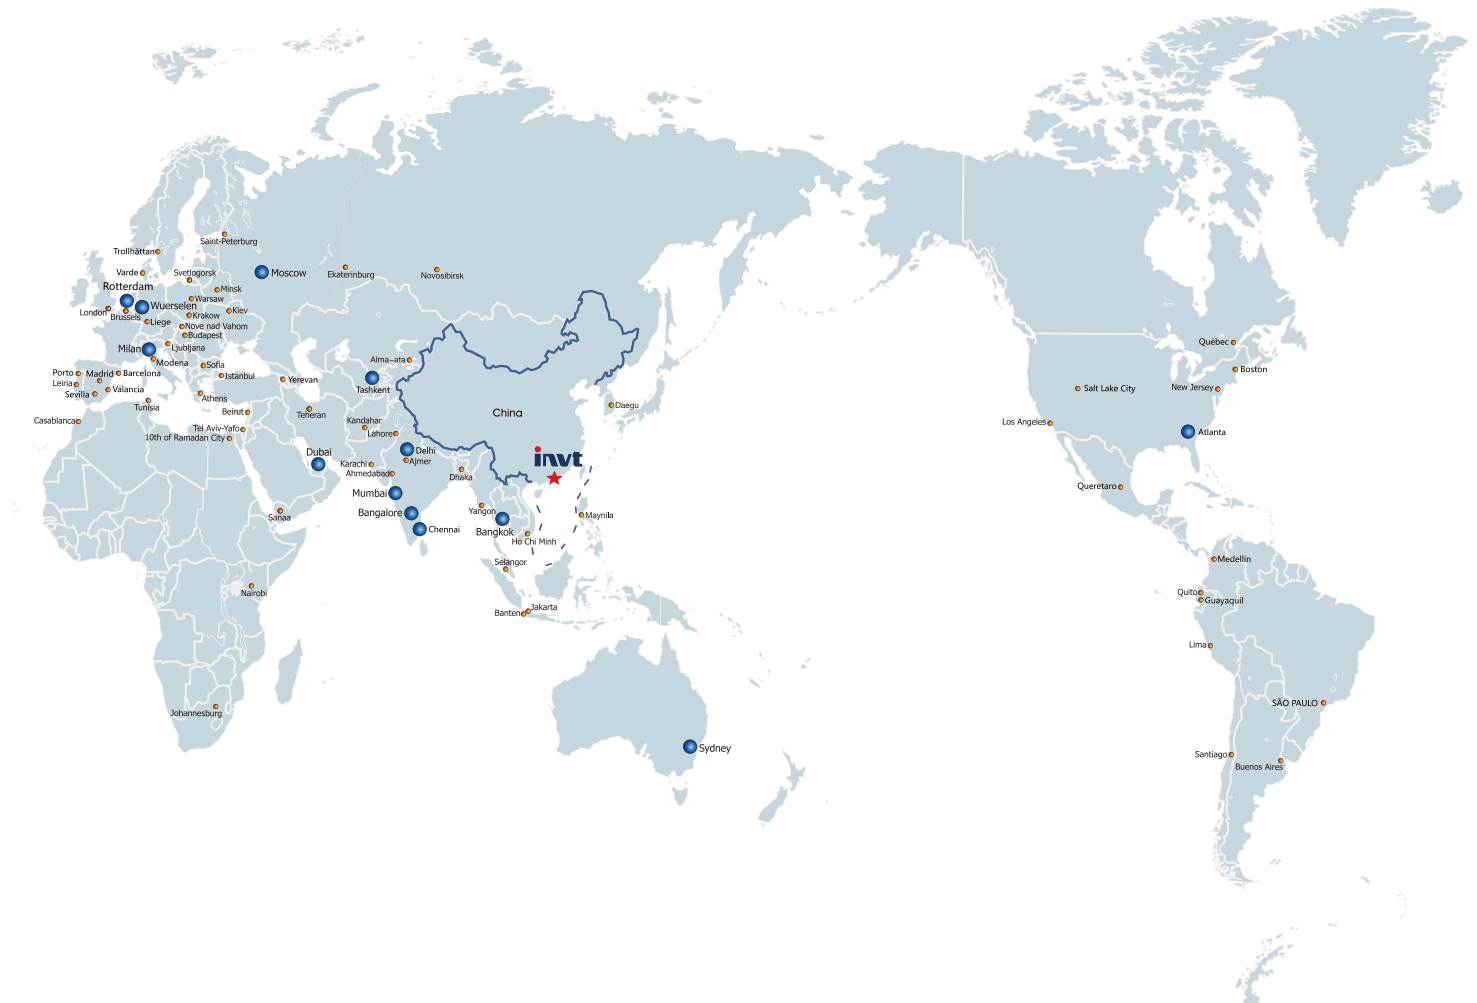 Saint-Peterburg
Trollhättan
Varde
Svetlogorsk
Moscow
Ekaterinburg
Novosibirsk
Rotterdam
Minsk
Warsaw
Wuerselen
London
Brussels
Krakow
Kiev
Liege
Nove nad Vahom
Budapest
Milan
Ljubljana
Modena
Alma-ata
Porto
Madrid
Barcelona
Sofia
Istanbul
Yerevan
Leiria
Valancia
Sevilla
Athens
Tashkent
Tunisia
Beirut
Teheran
China
Daegu
Casablanca
Tel Aviv-Yafo
Kandahar
Lahore
10th of Ramadan City
Dubai
Delhi
Ajmer
invt
Karachi
Ahmedabad
Dhaka
Mumbai
Bangalore
Yangon
Sanaa
Chennai
Bangkok
Maynila
Ho Chi Minh
Selangor
Nairobi
Jakarta
Banten
Johannesburg
Sydney
Québec
Boston
Salt Lake City
New Jersey
Los Angeles
Atlanta
Queretaro
Medellin
Quito
Guayaquil
Lima
SÃO PAULO
Santiago
Buenos Aires